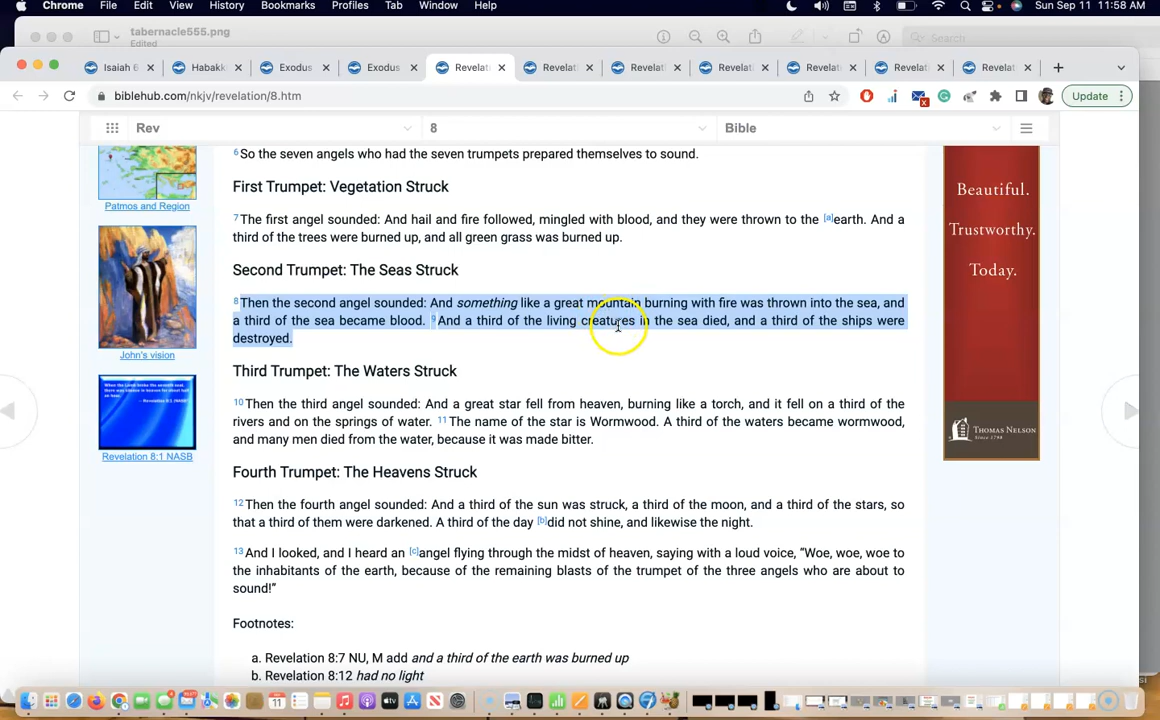 Chrome File Edit View History Bookmarks Profiles Tab Window Help Sun Sep 11 11:58 AM
tabernacle555.png
Edited
Search
Isaiah 6 Habakk Exodus Exodus Revelat Revelat Revelat Revelat Revelat Revelat Revelat
biblehub.com/nkjv/revelation/8.htm Update
Rev 8 Bible
6 So the seven angels who had the seven trumpets prepared themselves to sound.
First Trumpet: Vegetation Struck
7 The first angel sounded: And hail and fire followed, mingled with blood, and they were thrown to the [a]earth. And a
third of the trees were burned up, and all green grass was burned up.
Second Trumpet: The Seas Struck
8 Then the second angel sounded: And something like a great mountain burning with fire was thrown into the sea, and
a third of the sea became blood. 9 And a third of the living creatures in the sea died, and a third of the ships were
destroyed.
Third Trumpet: The Waters Struck
10 Then the third angel sounded: And a great star fell from heaven, burning like a torch, and it fell on a third of the
rivers and on the springs of water. 11 The name of the star is Wormwood. A third of the waters became wormwood,
and many men died from the water, because it was made bitter.
Fourth Trumpet: The Heavens Struck
12 Then the fourth angel sounded: And a third of the sun was struck, a third of the moon, and a third of the stars, so
that a third of them were darkened. A third of the day [b]did not shine, and likewise the night.
13 And I looked, and I heard an [c]angel flying through the midst of heaven, saying with a loud voice, “Woe, woe, woe to
the inhabitants of the earth, because of the remaining blasts of the trumpet of the three angels who are about to
sound!”
Footnotes:
a. Revelation 8:7 NU, M add and a third of the earth was burned up
b. Revelation 8:12 had no light
Patmos and Region
John's vision
Revelation 8:1 NASB
Beautiful.
Trustworthy.
Today.
THOMAS NELSON
Since 1798